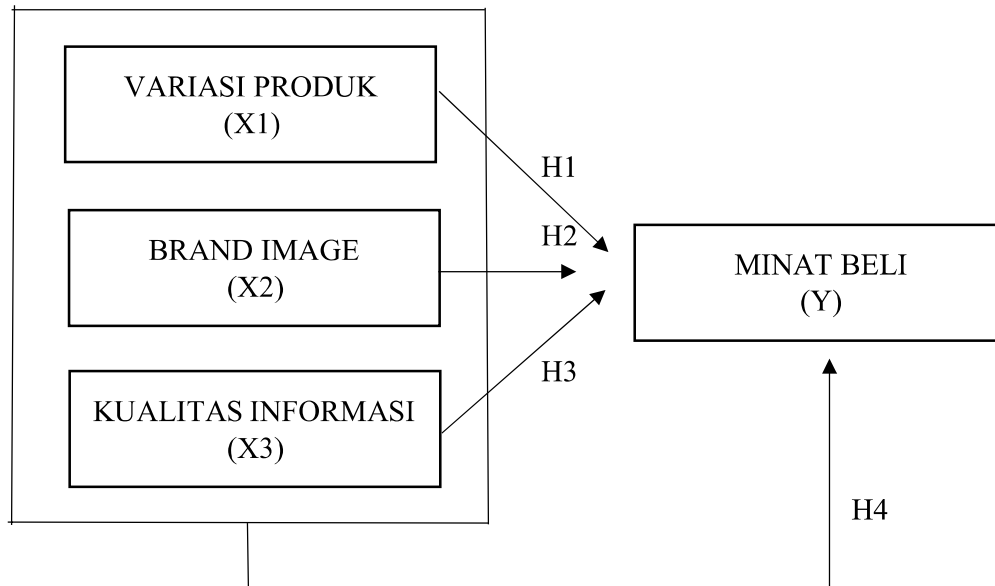 VARIASI PRODUK
(X1)
H1
BRAND IMAGE
(X2)
H2
MINAT BELI
(Y)
KUALITAS INFORMASI
(X3)
H3
H4